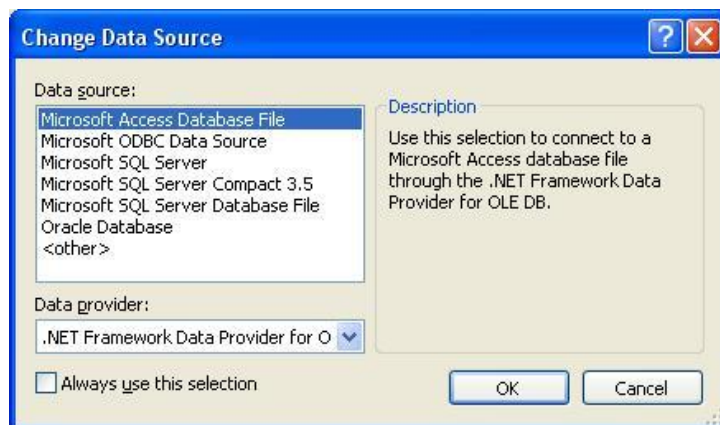 Change Data Source
Data source:
Microsoft Access Database File
Microsoft ODBC Data Source
Microsoft SQL Server
Microsoft SQL Server Compact 3.5
Microsoft SQL Server Database File
Oracle Database
<other>
Description
Use this selection to connect to a
Microsoft Access database file
through the .NET Framework Data
Provider for OLE DB.
Data provider:
.NET Framework Data Provider for O
Always use this selection
OK
Cancel